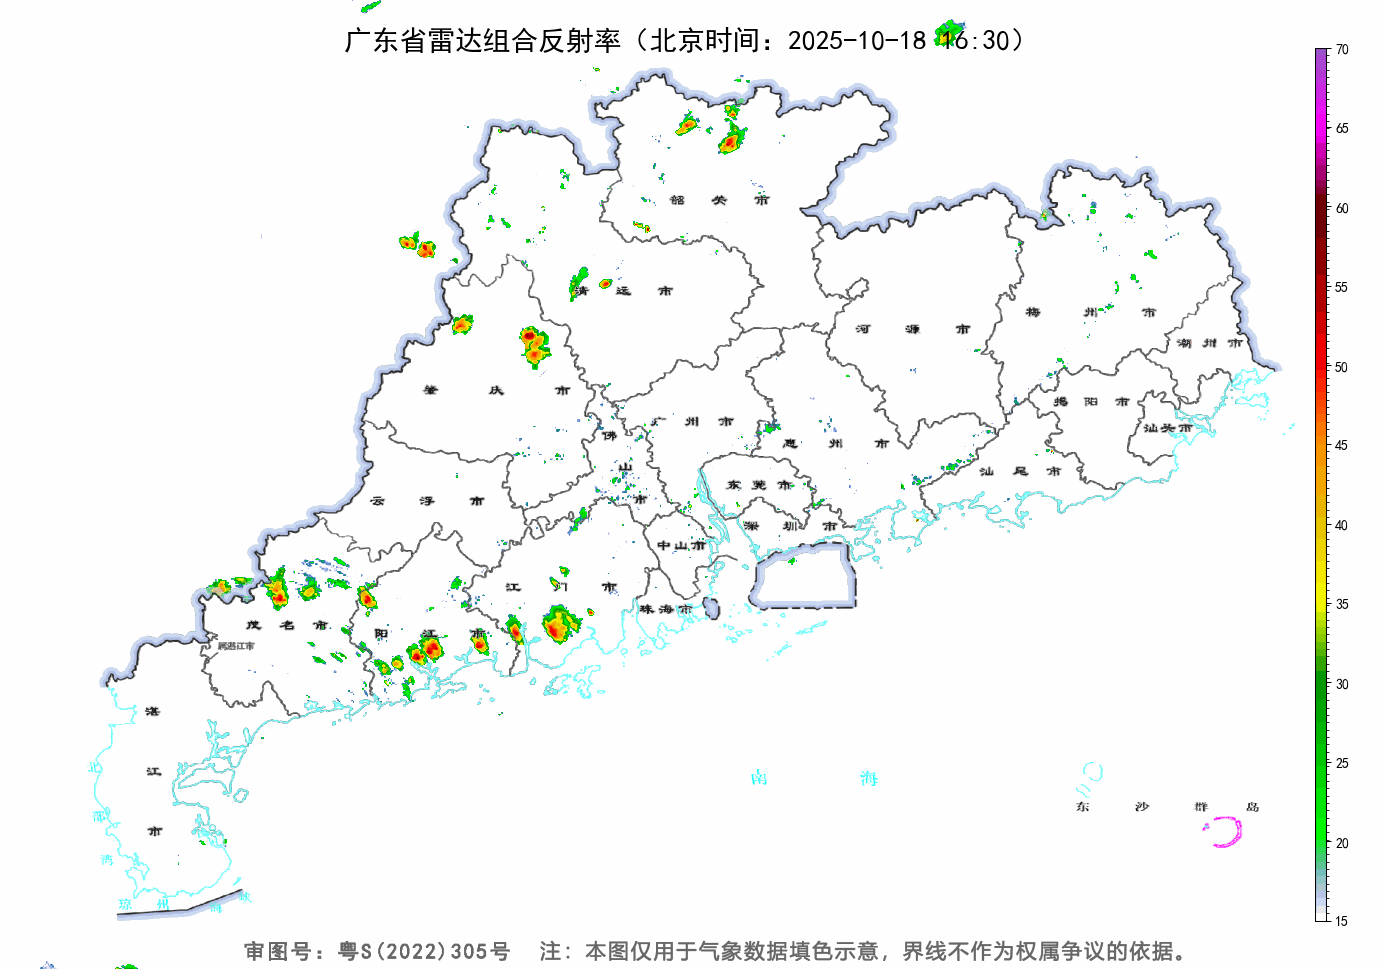 广东省雷达组合反射率（北京时间：2025-10-18 16:30）
70
65
60
55
50
45
40
35
30
25
20
15
韶 关 市
清 远 市
河 源 市
梅 州 市
潮 州 市
肇 庆 市
广 州 市
佛 山 市
惠 州 市
揭 阳 市
汕头市
汕 尾 市
云 浮 市
东 莞 市
深 圳 市
中山市
江 门 市
珠海市
茂 名 市
阳 江 市
属湛江市
湛 江 市
北 部 湾
琼 州 海 峡
南 海
东 沙 群 岛
审图号：粤S(2022)305号 注：本图仅用于气象数据填色示意，界线不作为权属争议的依据。